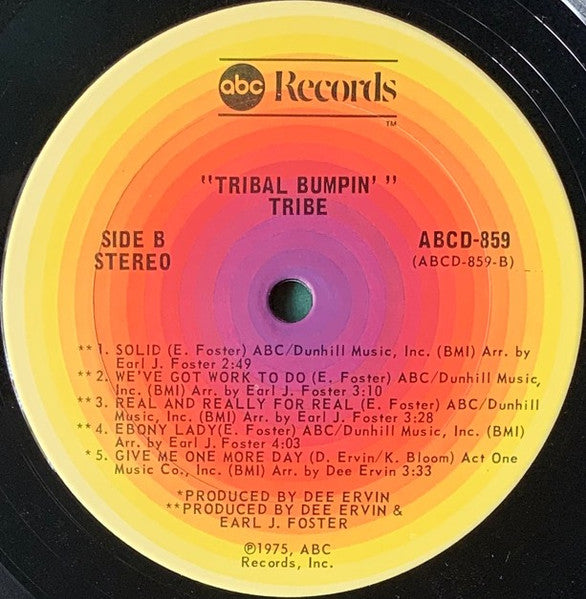 abc Records
TM
"TRIBAL BUMPIN' "
TRIBE
SIDE B
STEREO
ABCD-859
(ABCD-859-B)
**1. SOLID (E. Foster) ABC/Dunhill Music, Inc. (BMI) Arr. by
Earl J. Foster 2:49
**2. WE'VE GOT WORK TO DO (E. Foster) ABC/Dunhill Music,
Inc. (BMI) Arr. by Earl J. Foster 3:10
**3. REAL AND REALLY FOR REAL (E. Foster) ABC/Dunhill
Music, Inc. (BMI) Arr. by Earl J. Foster 3:28
**4. EBONY LADY(E. Foster) ABC/Dunhill Music, Inc. (BMI)
Arr. by Earl J. Foster 4:03
*5. GIVE ME ONE MORE DAY (D. Ervin/K. Bloom) Act One
Music Co., Inc. (BMI) Arr. by Dee Ervin 3:33
*PRODUCED BY DEE ERVIN
**PRODUCED BY DEE ERVIN &
EARL J. FOSTER
℗1975, ABC
Records, Inc.